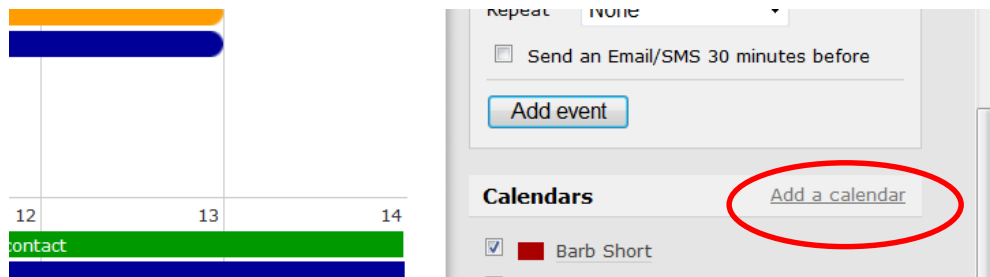 Repeat None
Send an Email/SMS 30 minutes before
Add event
Calendars Add a calendar
12 13 14
contact
Barb Short